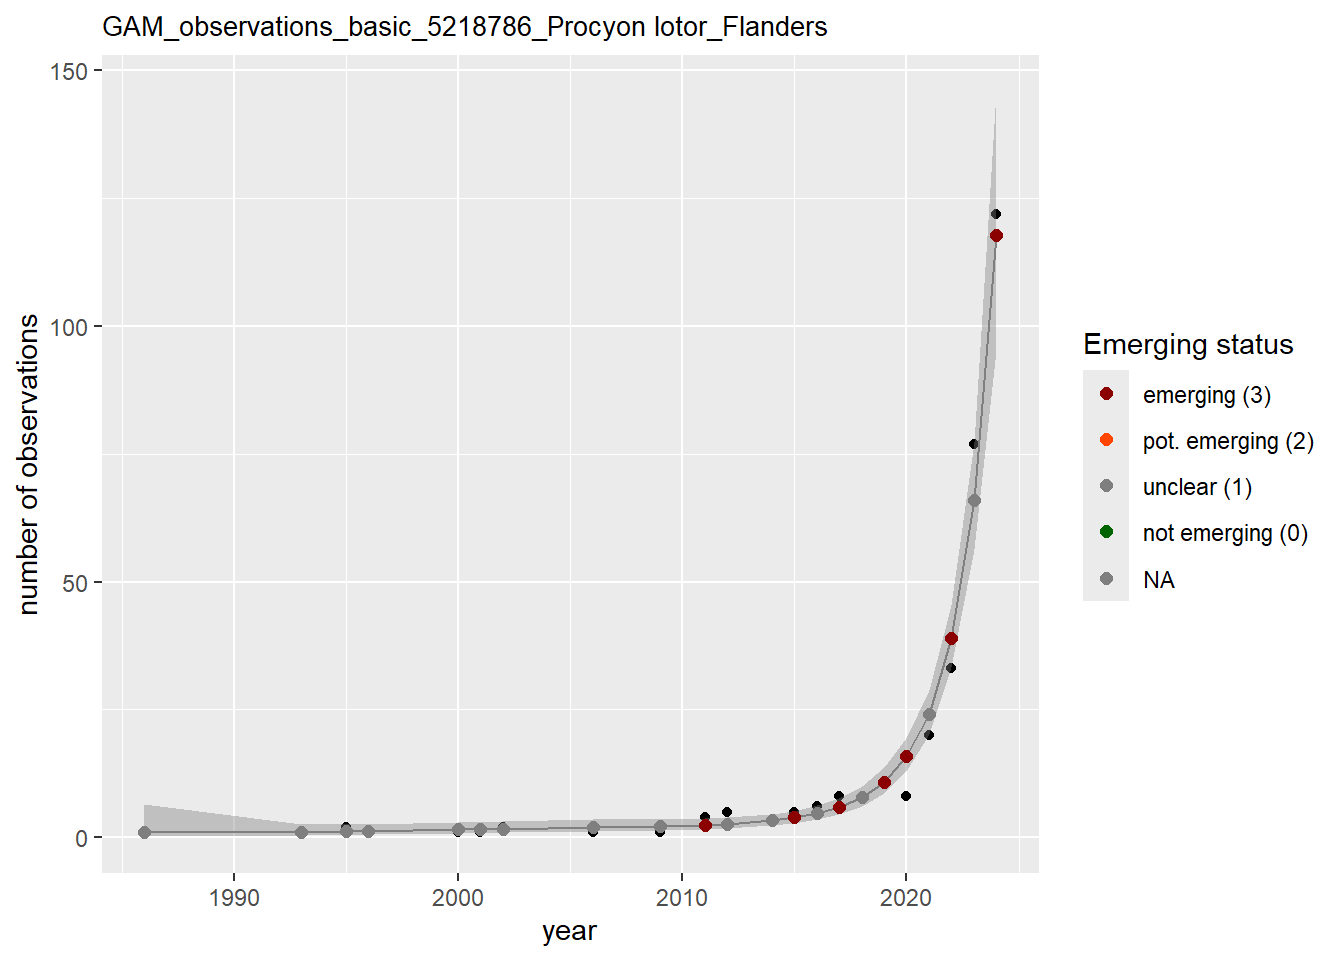 GAM_observations_basic_5218786_Procyon lotor_Flanders
150
100
50
0
number of observations
1990
2000
2010
2020
year
Emerging status
emerging (3)
pot. emerging (2)
unclear (1)
not emerging (0)
NA